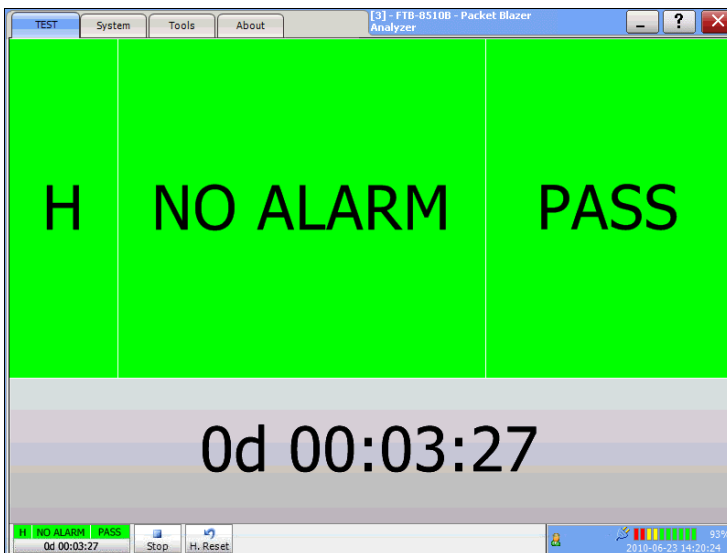 TEST System Tools About [3] - FTB-8510B - Packet Blazer
Analyzer
_ ? X
H NO ALARM PASS
0d 00:03:27
H NO ALARM PASS
0d 00:03:27 Stop H. Reset
93%
2010-06-23 14:20:24